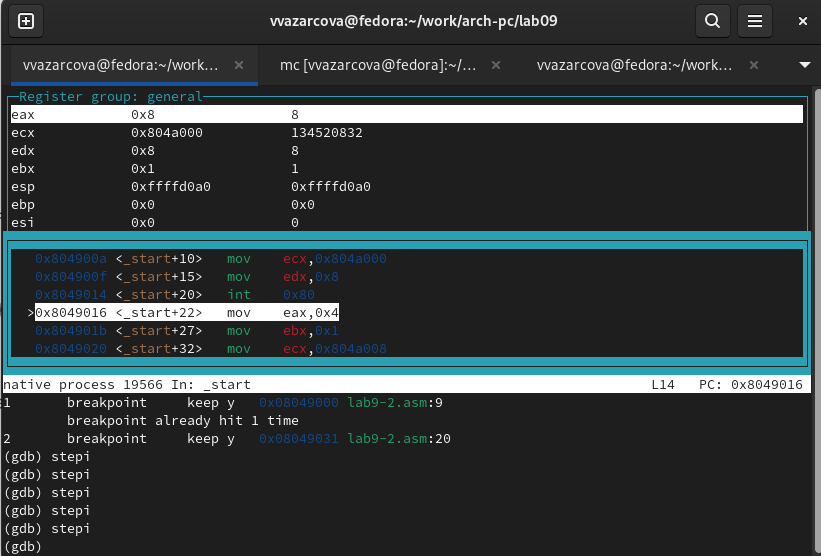 vvazarcova@fedora:~/work/arch-pc/lab09
vvazarcova@fedora:~/work... × mc [vvazarcova@fedora]:~/... × vvazarcova@fedora:~/work... ×
Register group: general
eax 0x8 8
ecx 0x804a000 134520832
edx 0x8 8
ebx 0x1 1
esp 0xffffd0a0 0xffffd0a0
ebp 0x0 0x0
esi 0x0 0
0x804900a <_start+10> mov ecx,0x804a000
0x804900f <_start+15> mov edx,0x8
0x8049014 <_start+20> int 0x80
>0x8049016 <_start+22> mov eax,0x4
0x804901b <_start+27> mov ebx,0x1
0x8049020 <_start+32> mov ecx,0x804a008
native process 19566 In: _start L14 PC: 0x8049016
1 breakpoint keep y 0x08049000 lab9-2.asm:9
breakpoint already hit 1 time
2 breakpoint keep y 0x08049031 lab9-2.asm:20
(gdb) stepi
(gdb) stepi
(gdb) stepi
(gdb) stepi
(gdb) stepi
(gdb)